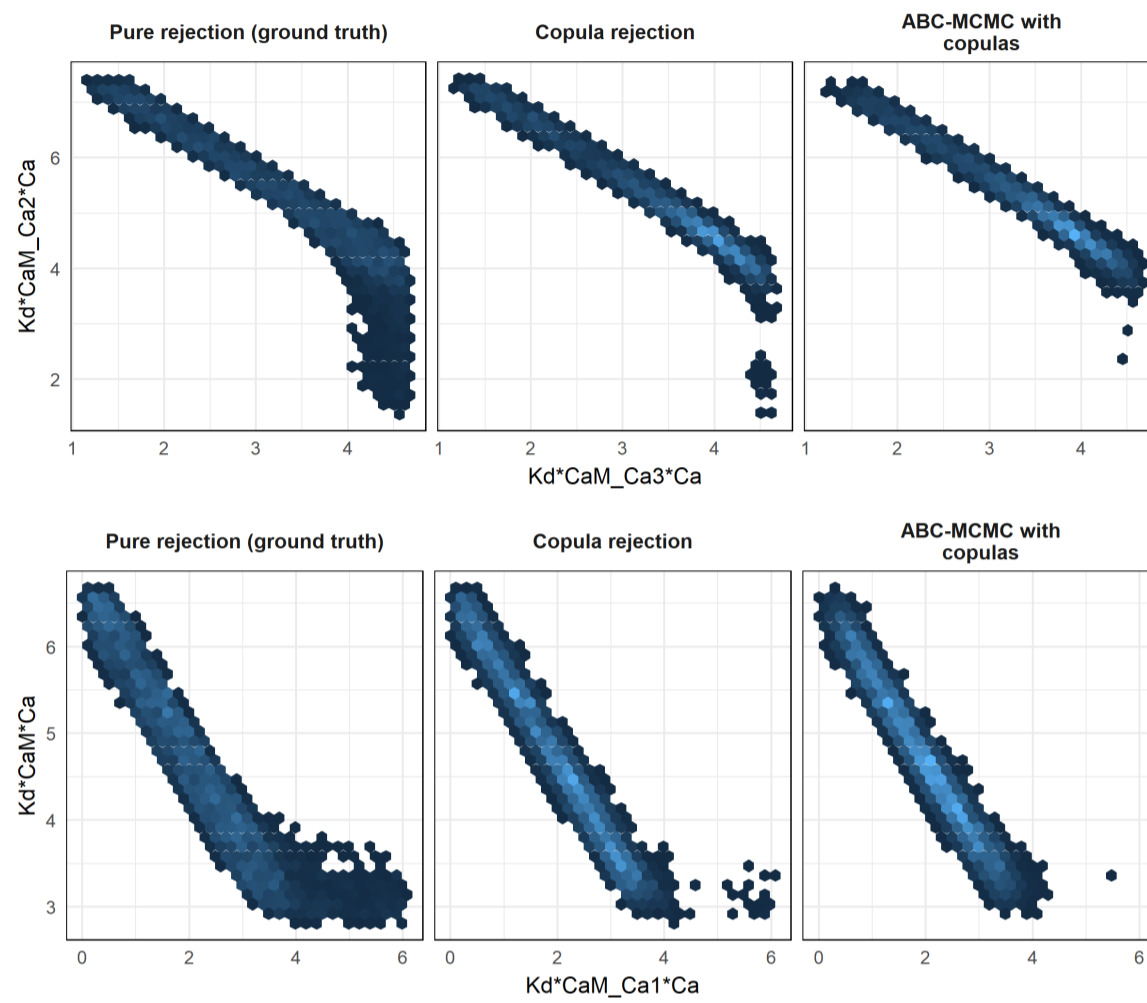 Pure rejection (ground truth)
Copula rejection
ABC-MCMC with
copulas
Kd*CaM_Ca2*Ca
6
4
2
1 2 3 4
1 2 3 4
1 2 3 4
Kd*CaM_Ca3*Ca
Pure rejection (ground truth)
Copula rejection
ABC-MCMC with
copulas
Kd*CaM*Ca
6
5
4
3
0 2 4 6
0 2 4 6
0 2 4 6
Kd*CaM_Ca1*Ca